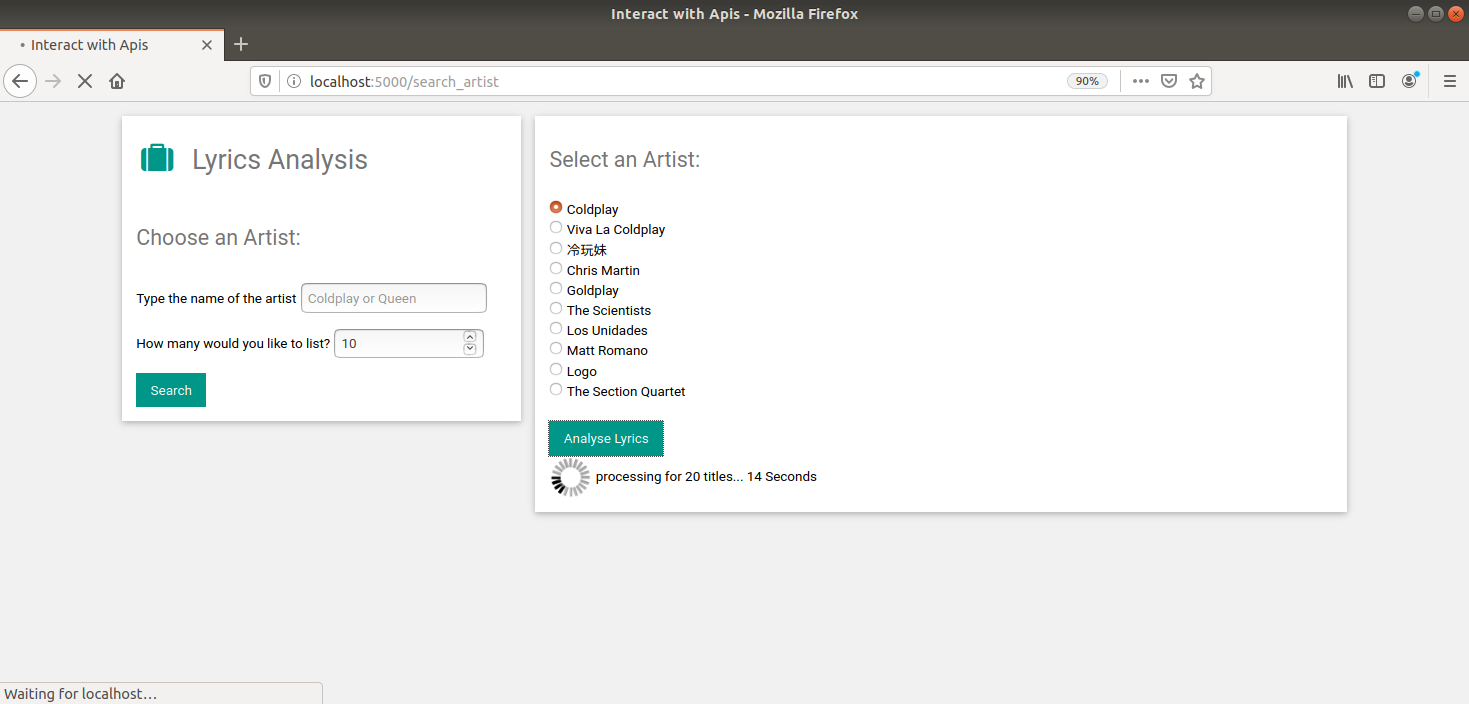 Interact with Apis - Mozilla Firefox
• Interact with Apis
localhost:5000/search_artist
90%
Lyrics Analysis
Choose an Artist:
Type the name of the artist Coldplay or Queen
How many would you like to list? 10
Search
Select an Artist:
Coldplay
Viva La Coldplay
冷玩妹
Chris Martin
Goldplay
The Scientists
Los Unidades
Matt Romano
Logo
The Section Quartet
Analyse Lyrics
processing for 20 titles... 14 Seconds
Waiting for localhost…